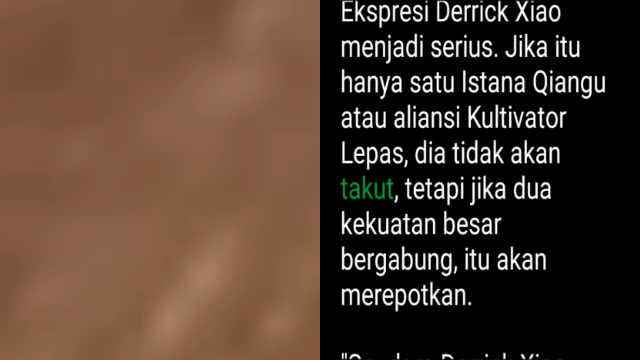 Ekspresi Derrick Xiao
menjadi serius. Jika itu
hanya satu Istana Qiangu
atau aliansi Kultivator
Lepas, dia tidak akan
takut, tetapi jika dua
kekuatan besar
bergabung, itu akan
merepotkan.